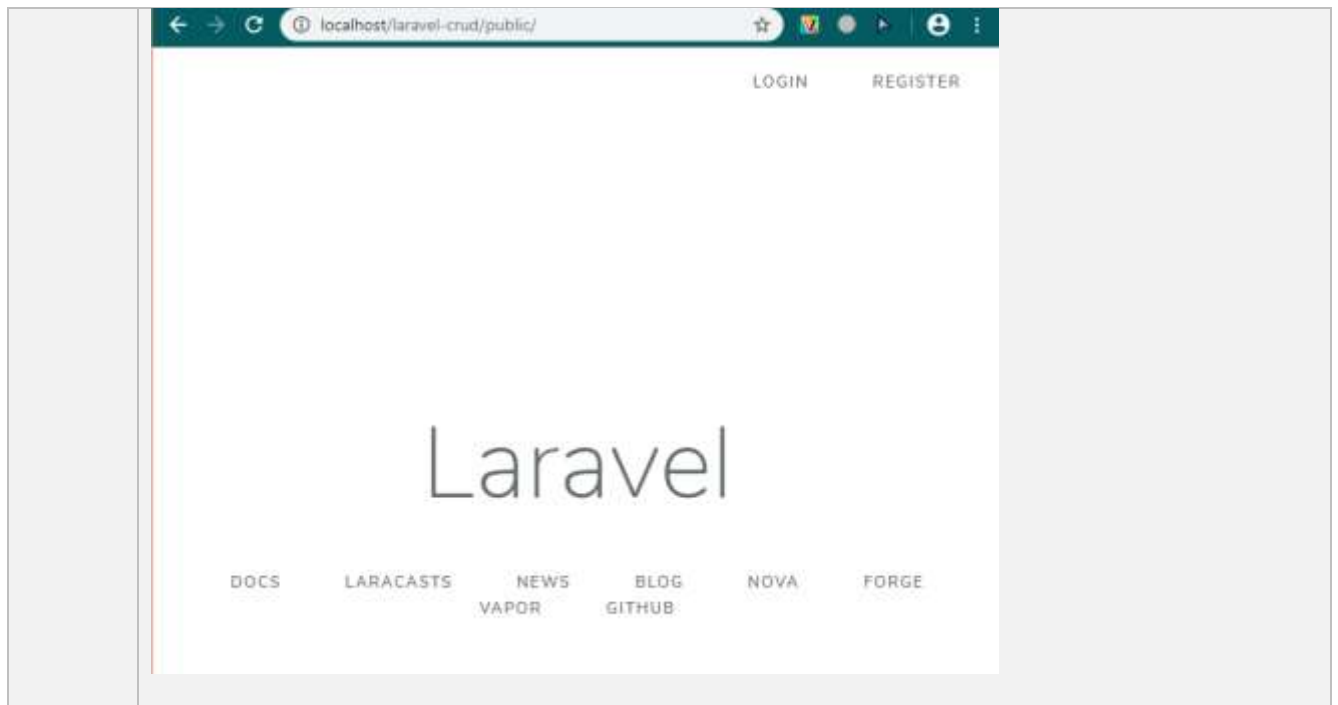 localhost/laravel-crud/public/
LOGIN REGISTER
Laravel
DOCS LARACASTS NEWS BLOG NOVA FORGE
VAPOR GITHUB